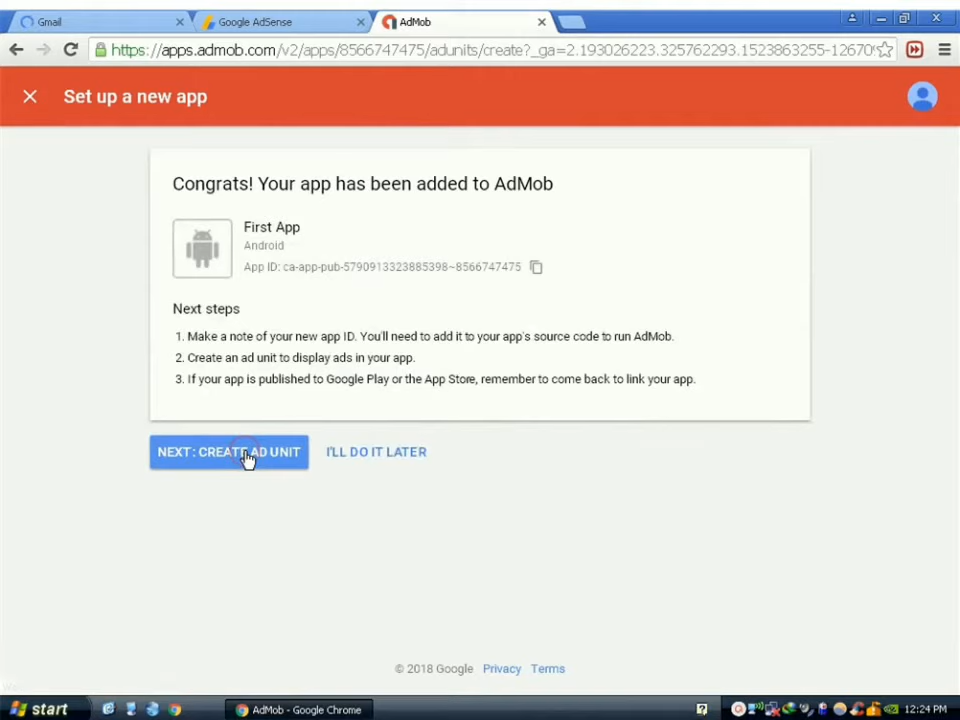 Gmail
Google AdSense
AdMob
https://apps.admob.com/v2/apps/8566747475/adunits/create?_ga=2.193026223.325762293.1523863255-12670
Set up a new app
Congrats! Your app has been added to AdMob
First App
Android
App ID: ca-app-pub-5790913323885398~8566747475
Next steps
1. Make a note of your new app ID. You'll need to add it to your app's source code to run AdMob.
2. Create an ad unit to display ads in your app.
3. If your app is published to Google Play or the App Store, remember to come back to link your app.
NEXT: CREATE AD UNIT
I'LL DO IT LATER
© 2018 Google Privacy Terms
start
AdMob - Google Chrome
12:24 PM